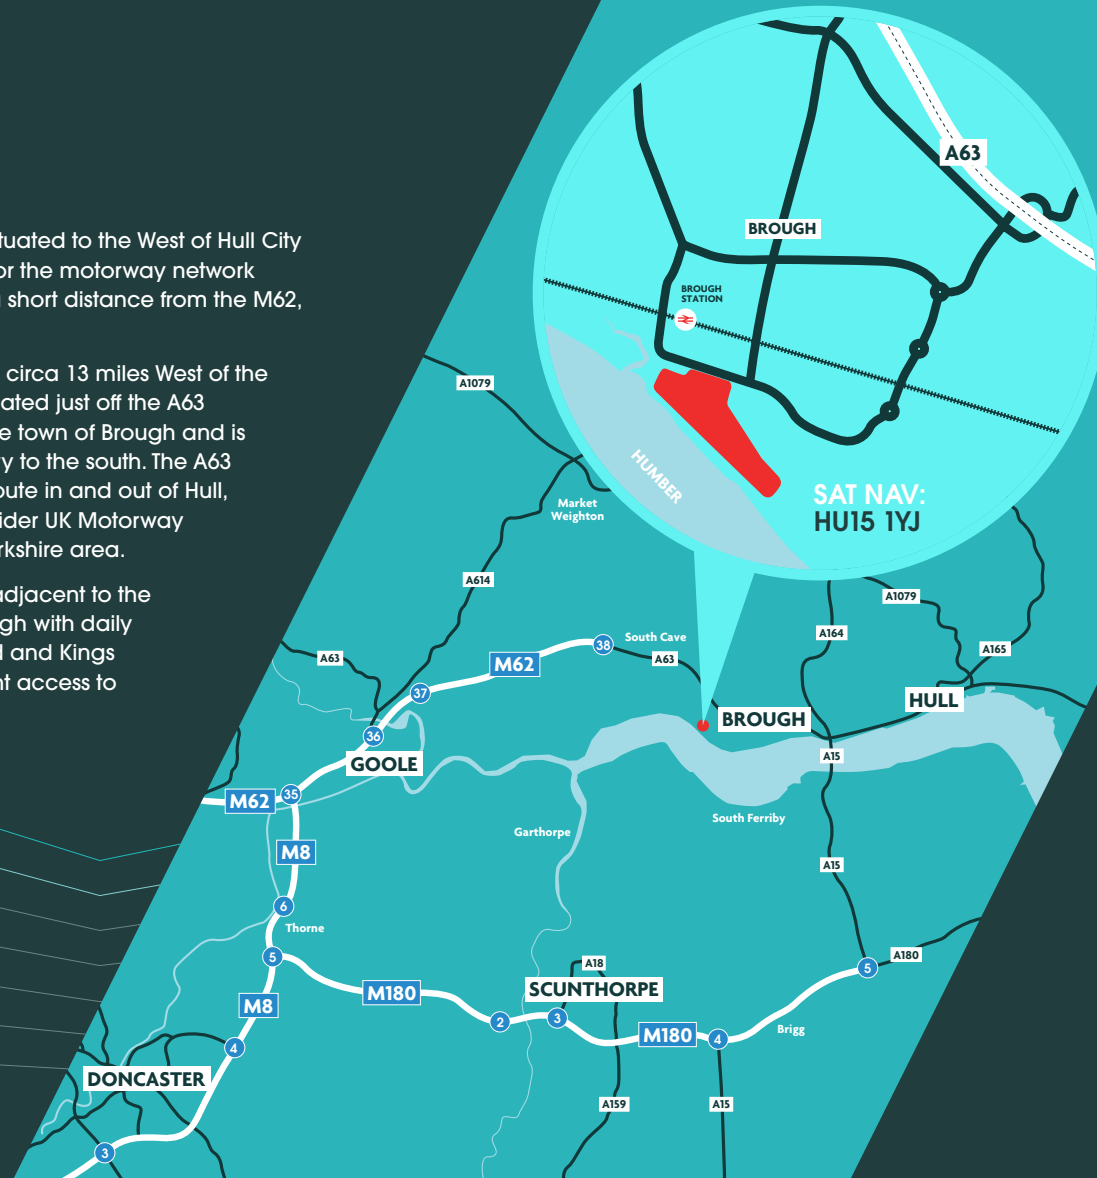 tuated to the West of Hull City
or the motorway network
short distance from the M62,
circa 13 miles West of the
ated just off the A63
e town of Brough and is
y to the south. The A63
oute in and out of Hull,
ider UK Motorway
rkshire area.
adjacent to the
gh with daily
d and Kings
nt access to
A63
BROUGH
BROUGH
STATION
HUMBER
SAT NAV:
HU15 1YJ
A1079
Market
Weighton
A614
A1079
A164
A165
A63
M62
38
South Cave
A63
37
36
BROUGH
HULL
GOOLE
A15
M62
35
South Ferriby
Garthorpe
M8
A15
6
Thorne
5
M180
A18
SCUNTHORPE
5
A180
M8
2
3
M180
4
Brigg
4
DONCASTER
A159
A15
3